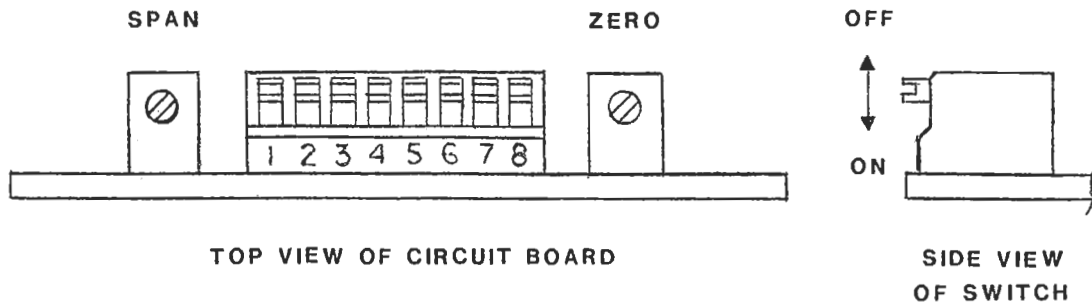 SPAN
ZERO
OFF
1 2 3 4 5 6 7 8
ON
TOP VIEW OF CIRCUIT BOARD
SIDE VIEW
OF SWITCH